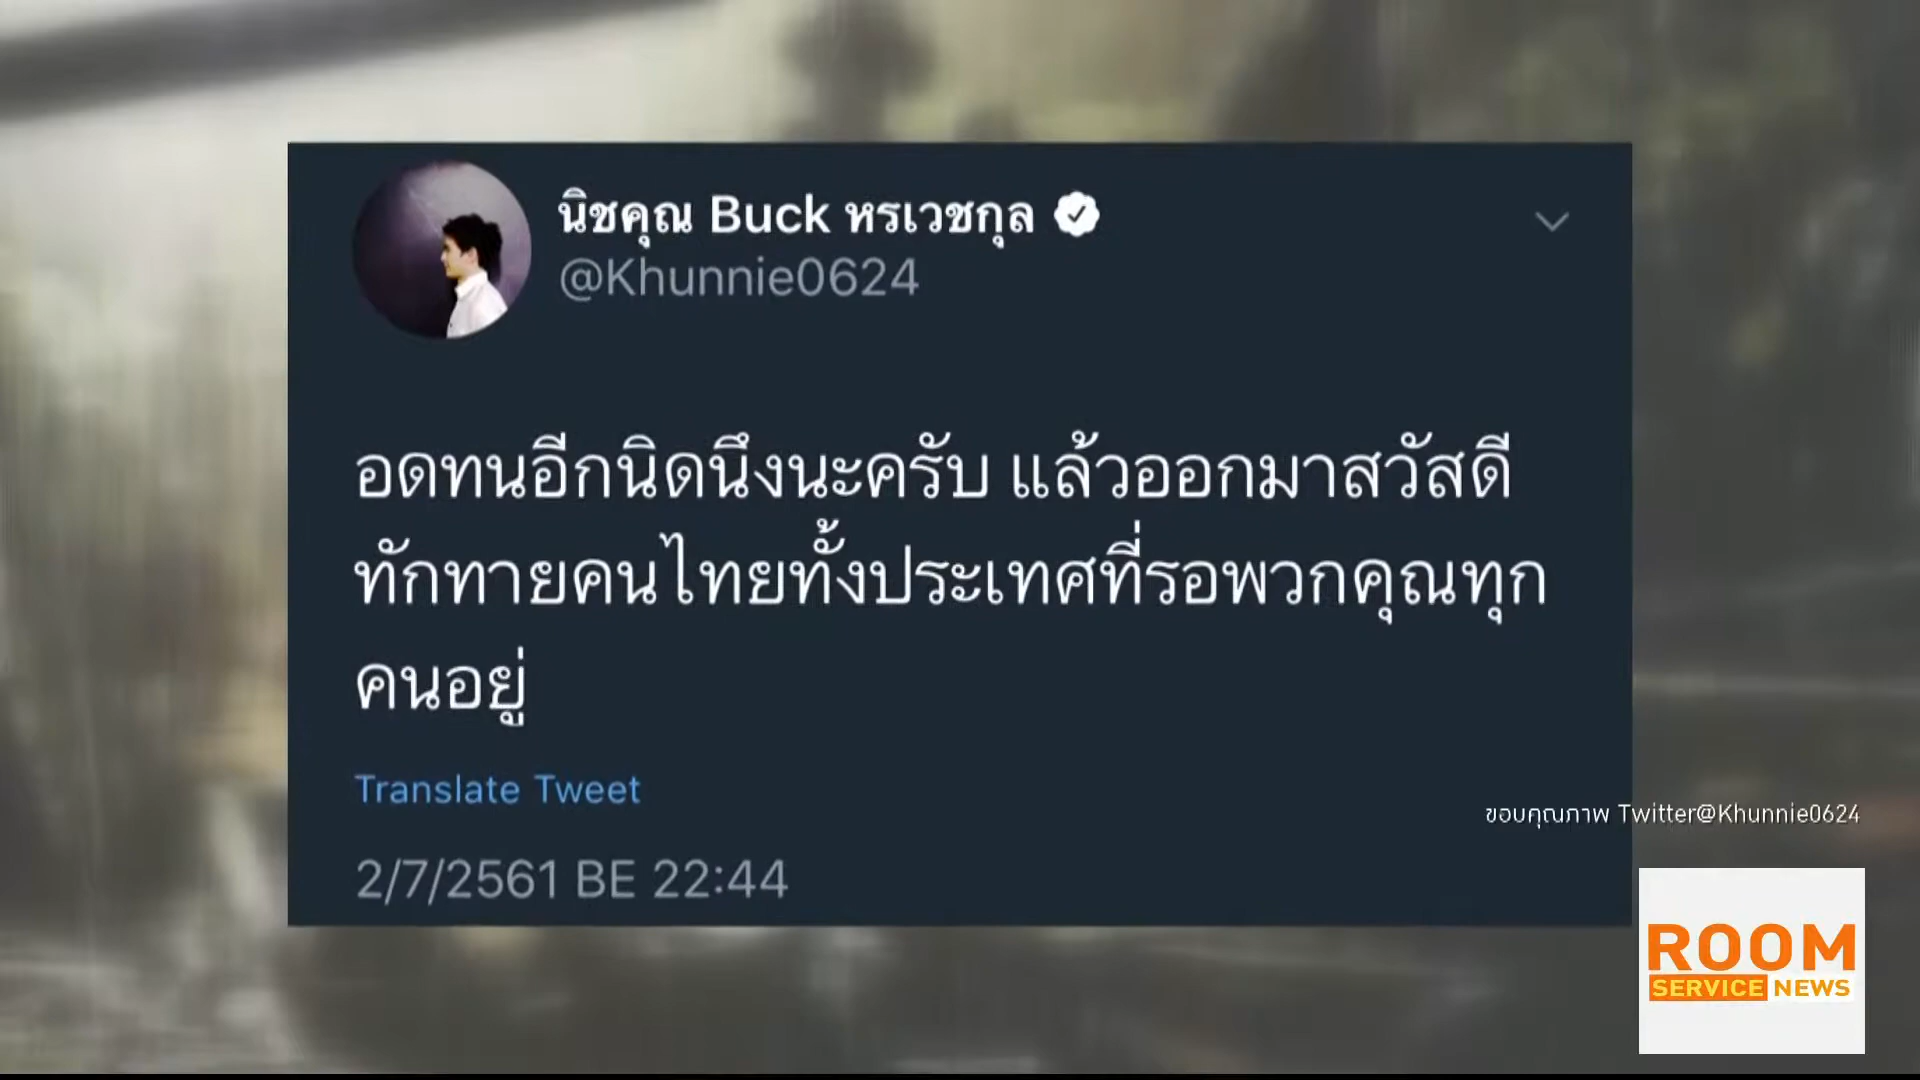 นิชคุณ Buck หรเวชกุล
@Khunnie0624
อดทนอีกนิดนึงนะครับ แล้วออกมาสวัสดี
ทักทายคนไทยทั้งประเทศที่รอพวกคุณทุก
คนอยู่
Translate Tweet
2/7/2561 BE 22:44
ขอบคุณภาพ Twitter@Khunnie0624
ROOM
SERVICE NEWS